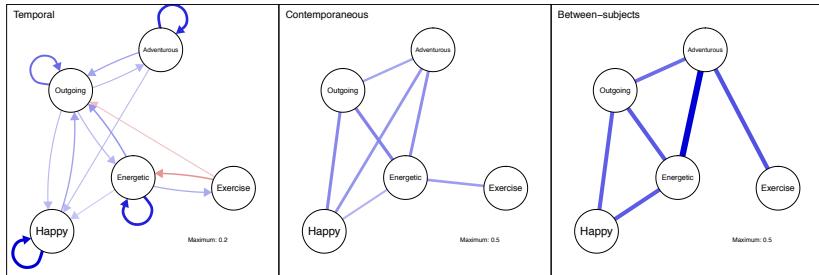 Temporal
Adventurous
Outgoing
Energetic
Exercise
Happy
Maximum: 0.2
Contemporaneous
Adventurous
Outgoing
Energetic
Exercise
Happy
Maximum: 0.5
Between−subjects
Adventurous
Outgoing
Energetic
Exercise
Happy
Maximum: 0.5